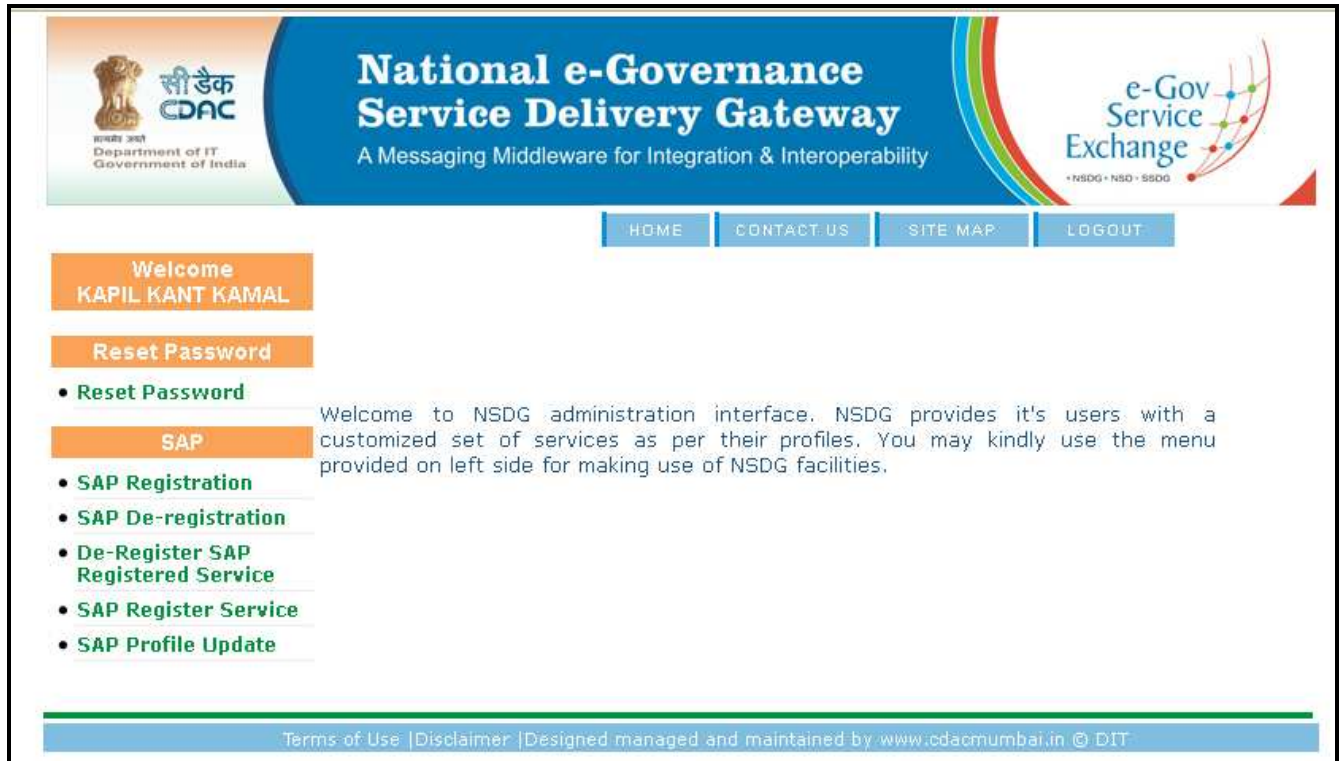 सीडैक
CDAC
सत्यमेव जयते
Department of IT
Government of India
National e-Governance
Service Delivery Gateway
A Messaging Middleware for Integration & Interoperability
e-Gov
Service
Exchange
•NSDG•NSD•SSDG
HOME
CONTACT US
SITE MAP
LOGOUT
Welcome
KAPIL KANT KAMAL
Reset Password
• Reset Password
SAP
• SAP Registration
• SAP De-registration
• De-Register SAP
Registered Service
• SAP Register Service
• SAP Profile Update
Welcome to NSDG administration interface. NSDG provides it's users with a
customized set of services as per their profiles. You may kindly use the menu
provided on left side for making use of NSDG facilities.
Terms of Use |Disclaimer |Designed managed and maintained by www.cdacmumbai.in © DIT